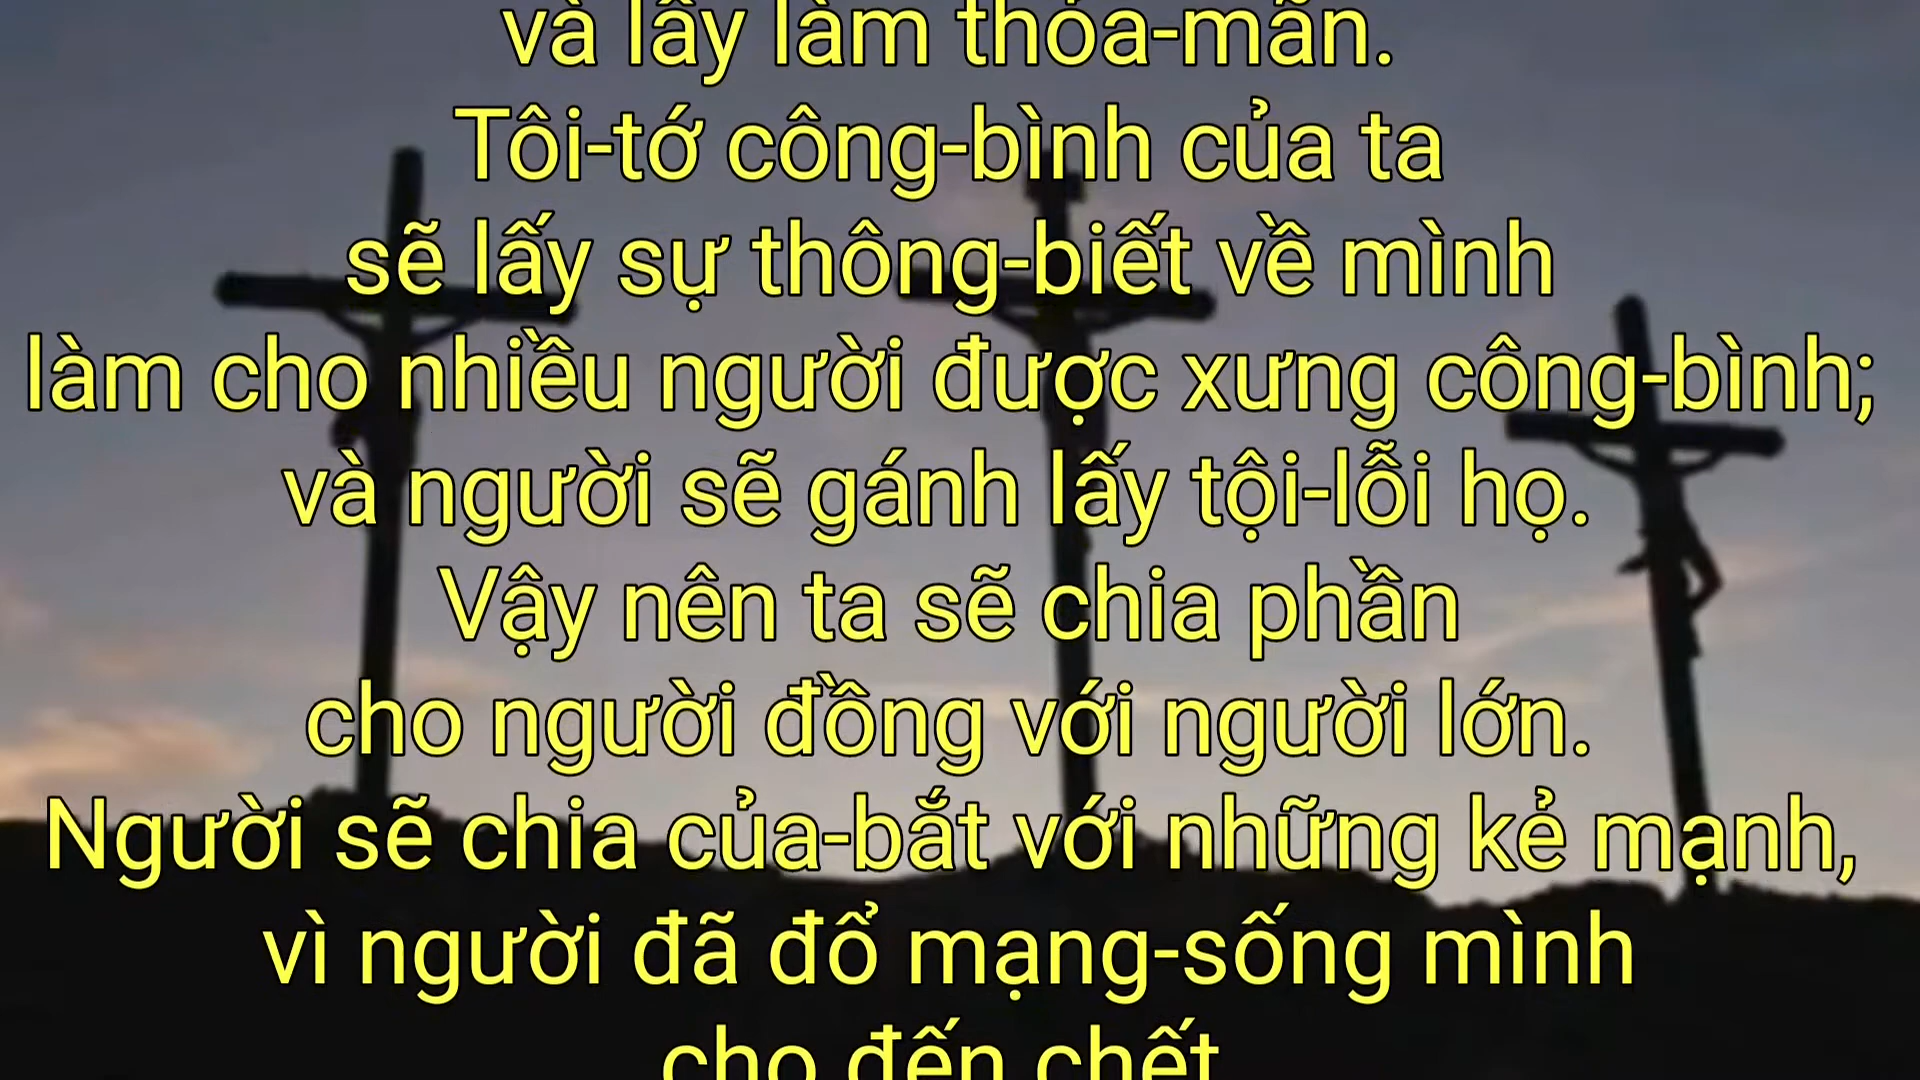 và lấy làm thỏa-mãn.
Tôi-tớ công-bình của ta
sẽ lấy sự thông-biết về mình
làm cho nhiều người được xưng công-bình;
và người sẽ gánh lấy tội-lỗi họ.
Vậy nên ta sẽ chia phần
cho người đồng với người lớn.
Người sẽ chia của-bắt với những kẻ mạnh,
vì người đã đổ mạng-sống mình
cho đến chết